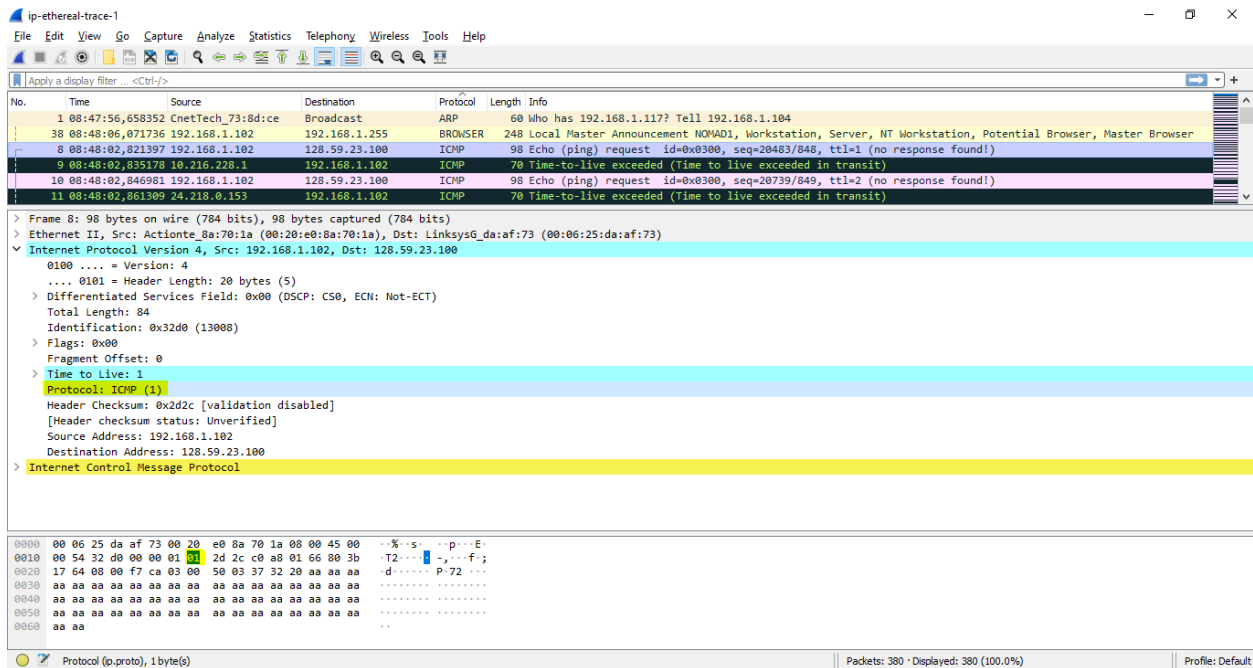 ip-ethereal-trace-1
File Edit View Go Capture Analyze Statistics Telephony Wireless Tools Help
Apply a display filter ... <Ctrl-/>
No. Time Source Destination Protocol Length Info
1 08:47:56,658352 CnetTech_73:8d:ce Broadcast ARP 60 Who has 192.168.1.117? Tell 192.168.1.104
38 08:48:06,071736 192.168.1.102 192.168.1.255 BROWSER 248 Local Master Announcement NOMAD1, Workstation, Server, NT Workstation, Potential Browser, Master Browser
8 08:48:02,821397 192.168.1.102 128.59.23.100 ICMP 98 Echo (ping) request id=0x0300, seq=20483/848, ttl=1 (no response found!)
9 08:48:02,835178 10.216.228.1 192.168.1.102 ICMP 70 Time-to-live exceeded (Time to live exceeded in transit)
10 08:48:02,846981 192.168.1.102 128.59.23.100 ICMP 98 Echo (ping) request id=0x0300, seq=20739/849, ttl=2 (no response found!)
11 08:48:02,861309 24.218.0.153 192.168.1.102 ICMP 70 Time-to-live exceeded (Time to live exceeded in transit)
Frame 8: 98 bytes on wire (784 bits), 98 bytes captured (784 bits)
Ethernet II, Src: Actionte_8a:70:1a (00:20:e0:8a:70:1a), Dst: LinksysG_da:af:73 (00:06:25:da:af:73)
Internet Protocol Version 4, Src: 192.168.1.102, Dst: 128.59.23.100
0100 .... = Version: 4
.... 0101 = Header Length: 20 bytes (5)
Differentiated Services Field: 0x00 (DSCP: CS0, ECN: Not-ECT)
Total Length: 84
Identification: 0x32d0 (13008)
Flags: 0x00
Fragment Offset: 0
Time to Live: 1
Protocol: ICMP (1)
Header Checksum: 0x2d2c [validation disabled]
[Header checksum status: Unverified]
Source Address: 192.168.1.102
Destination Address: 128.59.23.100
Internet Control Message Protocol
0000 00 06 25 da af 73 00 20 e0 8a 70 1a 08 00 45 00 ··%··s· ··p···E·
0010 00 54 32 d0 00 00 01 01 2d 2c c0 a8 01 66 80 3b ·T2····· -,···f·;
0020 17 64 08 00 f7 ca 03 00 50 03 37 32 20 aa aa aa ·d······ P·72 ···
0030 aa aa aa aa aa aa aa aa aa aa aa aa aa aa aa aa ········ ········
0040 aa aa aa aa aa aa aa aa aa aa aa aa aa aa aa aa ········ ········
0050 aa aa aa aa aa aa aa aa aa aa aa aa aa aa aa aa ········ ········
0060 aa aa ··
Protocol (ip.proto), 1 byte(s) Packets: 380 · Displayed: 380 (100.0%) Profile: Default